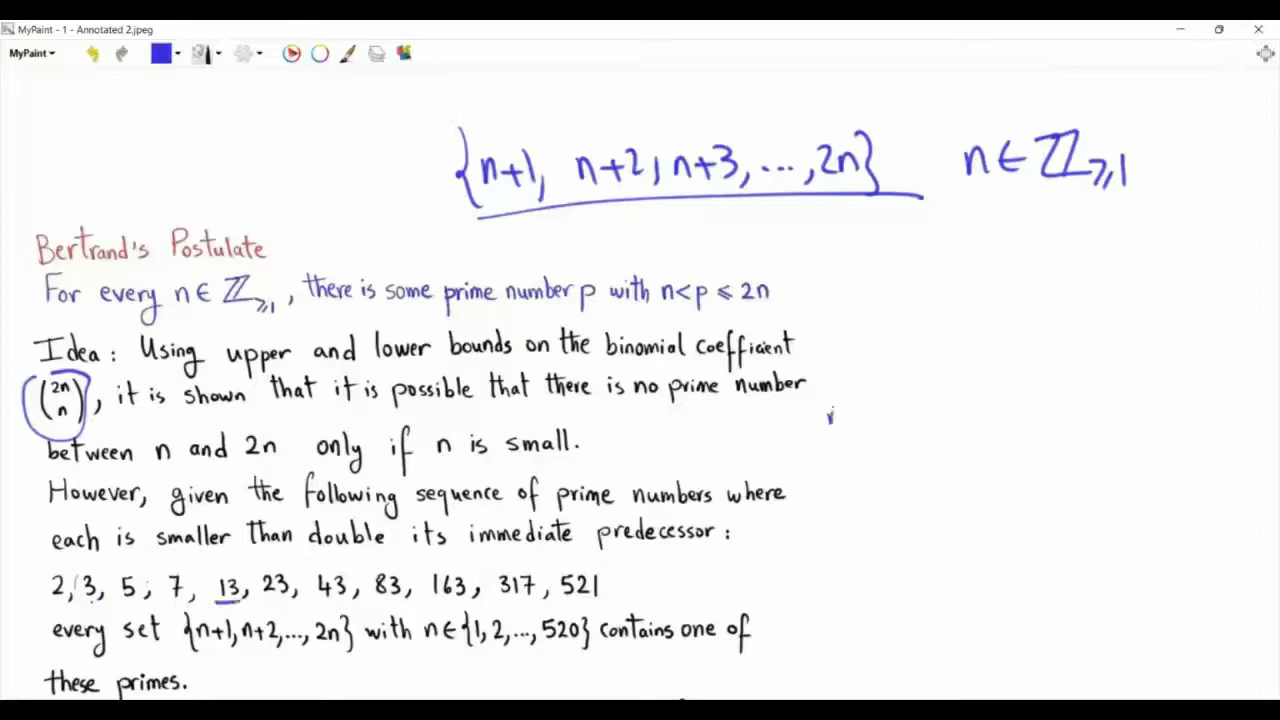 MyPaint - 1 - Annotated 2.jpeg
MyPaint
{n+1, n+2, n+3, ..., 2n} n ∈ ℤ⩾1
Bertrand's Postulate
For every n ∈ ℤ⩾1, there is some prime number p with n < p ⩽ 2n
Idea: Using upper and lower bounds on the binomial coefficient
(2n n), it is shown that it is possible that there is no prime number
between n and 2n only if n is small.
However, given the following sequence of prime numbers where
each is smaller than double its immediate predecessor:
2, 3, 5, 7, 13, 23, 43, 83, 163, 317, 521
every set {n+1, n+2, ..., 2n} with n ∈ {1, 2, ..., 520} contains one of
these primes.